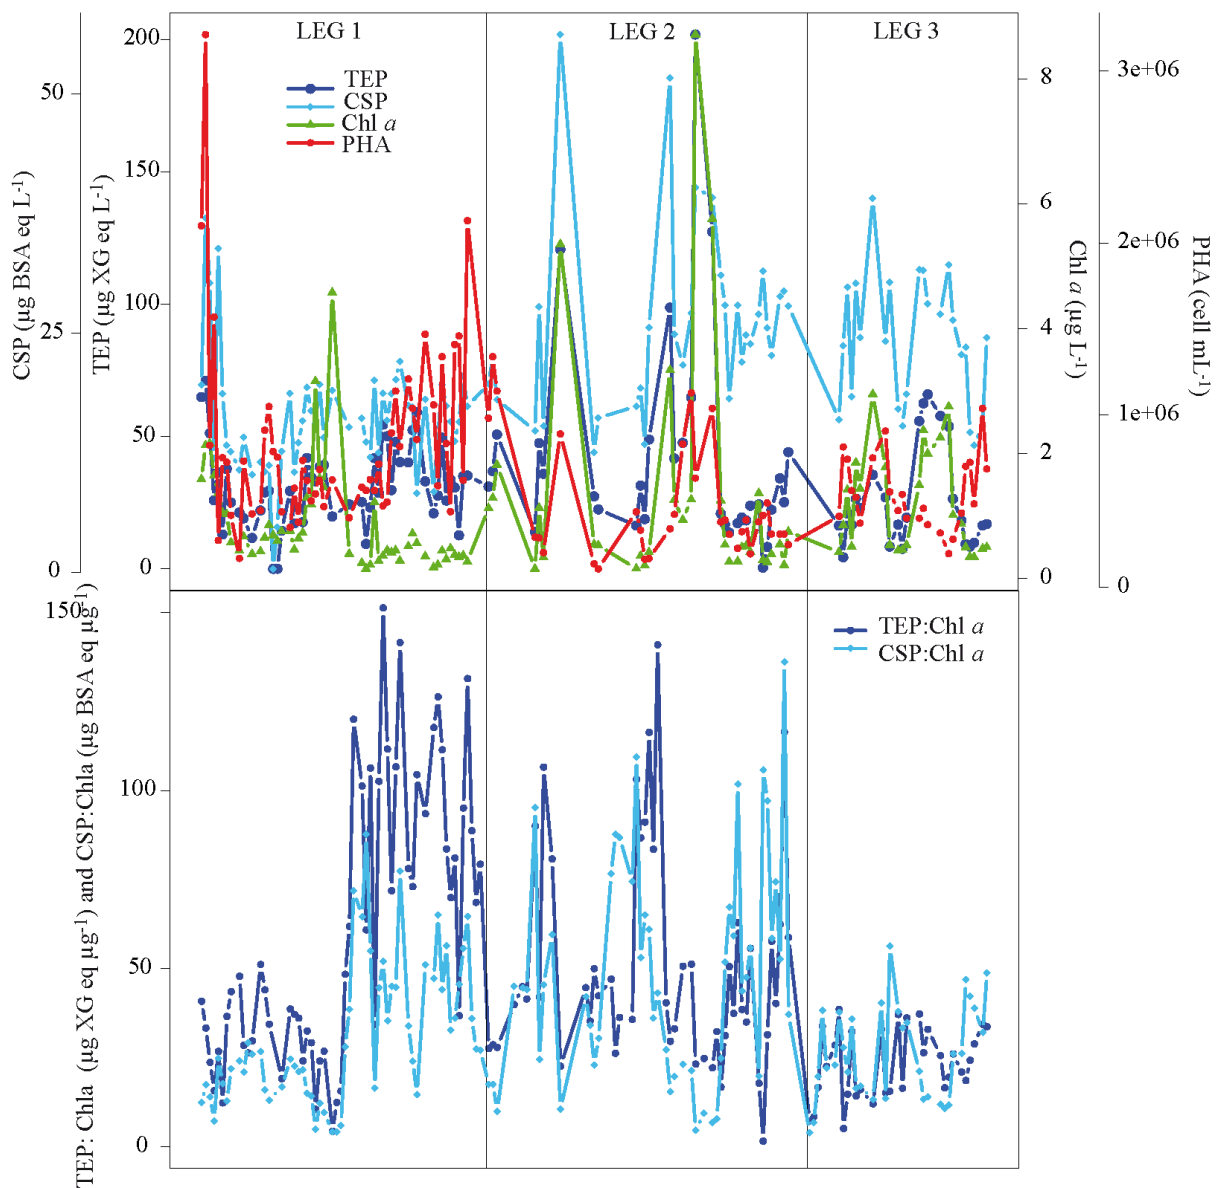 LEG 1
LEG 2
LEG 3
TEP
CSP
Chl a
PHA
CSP (µg BSA eq L-1)
50
25
0
TEP (µg XG eq L-1)
200
150
100
50
0
Chl a (µg L-1)
8
6
4
2
0
PHA (cell mL-1)
3e+06
2e+06
1e+06
0
TEP: Chla (µg XG eq µg-1) and CSP:Chla (µg BSA eq µg-1)
150
100
50
0
TEP:Chl a
CSP:Chl a